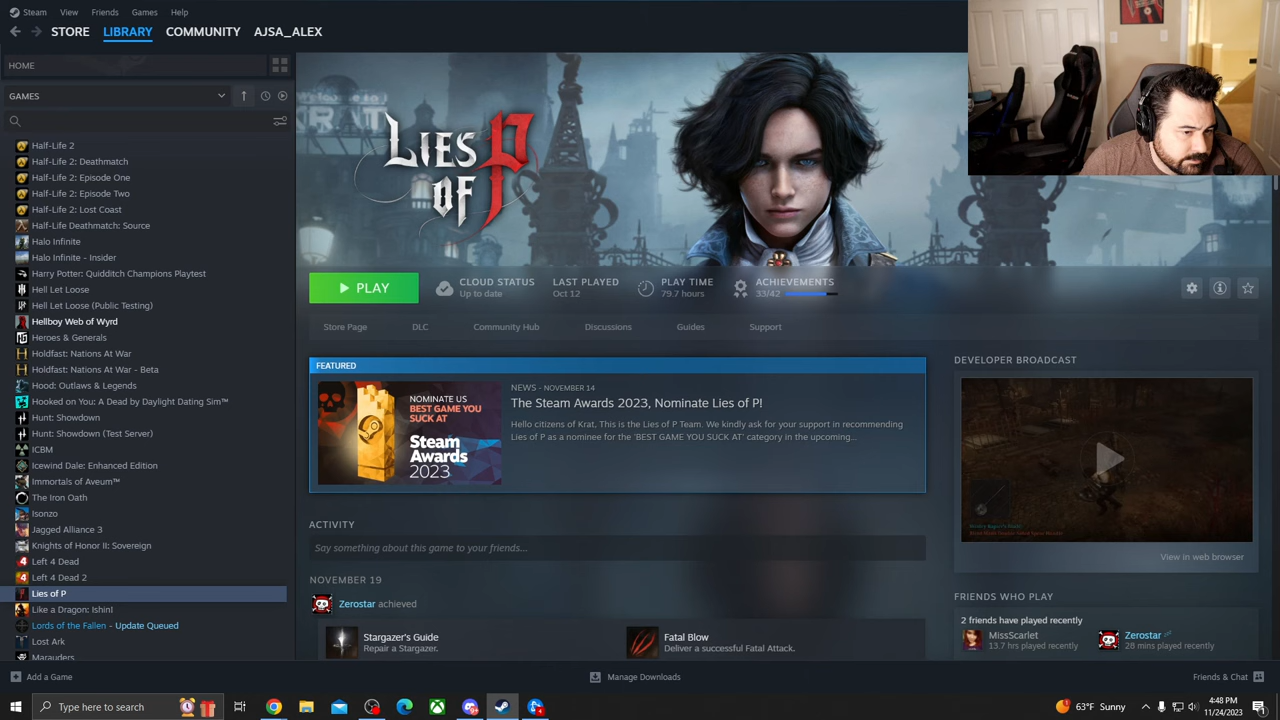 Steam View Friends Games Help
STORE LIBRARY COMMUNITY AJSA_ALEX
HOME
GAMES
Half-Life 2
Half-Life 2: Deathmatch
Half-Life 2: Episode One
Half-Life 2: Episode Two
Half-Life 2: Lost Coast
Half-Life Deathmatch: Source
Halo Infinite
Halo Infinite - Insider
Harry Potter: Quidditch Champions Playtest
Hell Let Loose
Hell Let Loose (Public Testing)
Hellboy Web of Wyrd
Heroes & Generals
Holdfast: Nations At War
Holdfast: Nations At War - Beta
Hood: Outlaws & Legends
Hooked on You: A Dead by Daylight Dating Sim™
Hunt: Showdown
Hunt: Showdown (Test Server)
ICBM
Icewind Dale: Enhanced Edition
Immortals of Aveum™
The Iron Oath
Isonzo
Jagged Alliance 3
Knights of Honor II: Sovereign
Left 4 Dead
Left 4 Dead 2
Lies of P
Like a Dragon: Ishin!
Lords of the Fallen - Update Queued
Lost Ark
Marauders
Add a Game
KRAT
LIES
OF P
PLAY
CLOUD STATUS
Up to date
LAST PLAYED
Oct 12
PLAY TIME
79.7 hours
ACHIEVEMENTS
33/42
Store Page DLC Community Hub Discussions Guides Support
FEATURED
NOMINATE US
BEST GAME YOU
SUCK AT
Steam
Awards
2023
NEWS - NOVEMBER 14
The Steam Awards 2023, Nominate Lies of P!
Hello citizens of Krat, This is the Lies of P Team. We kindly ask for your support in recommending
Lies of P as a nominee for the 'BEST GAME YOU SUCK AT' category in the upcoming...
ACTIVITY
Say something about this game to your friends...
NOVEMBER 19
Zerostar achieved
Stargazer's Guide
Repair a Stargazer.
Fatal Blow
Deliver a successful Fatal Attack.
DEVELOPER BROADCAST
View in web browser
FRIENDS WHO PLAY
2 friends have played recently
MissScarlet
13.7 hrs played recently
Zerostar
28 mins played recently
Manage Downloads
Friends & Chat
Type here to search
63°F Sunny
4:48 PM
11/24/2023
1